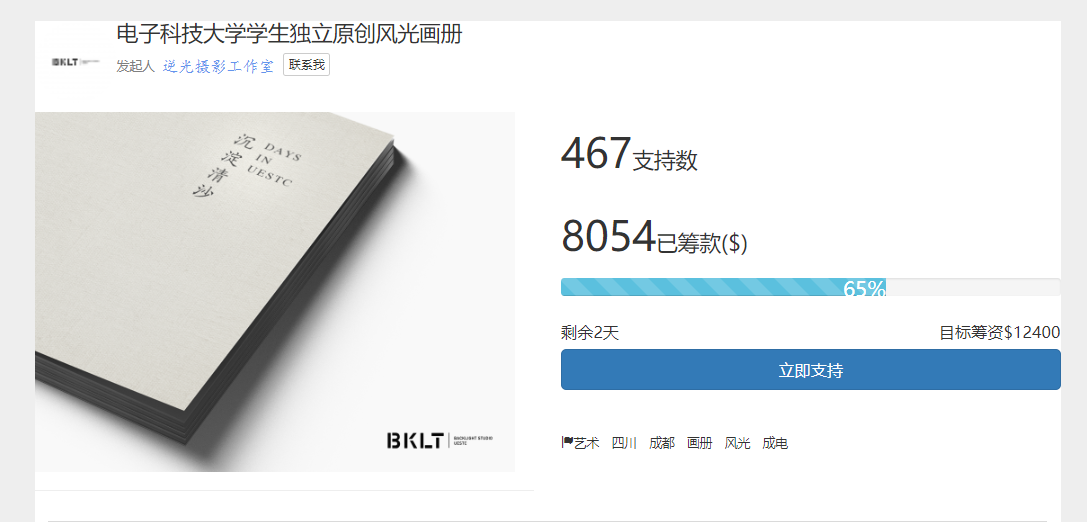 电子科技大学学生独立原创风光画册
BKLT
发起人 逆光摄影工作室 联系我
沉淀清沙
DAYS
IN
UESTC
BKLT
BACKLIGHT STUDIO
UESTC
467支持数
8054已筹款($)
65%
剩余2天 目标筹资$12400
立即支持
艺术 四川 成都 画册 风光 成电